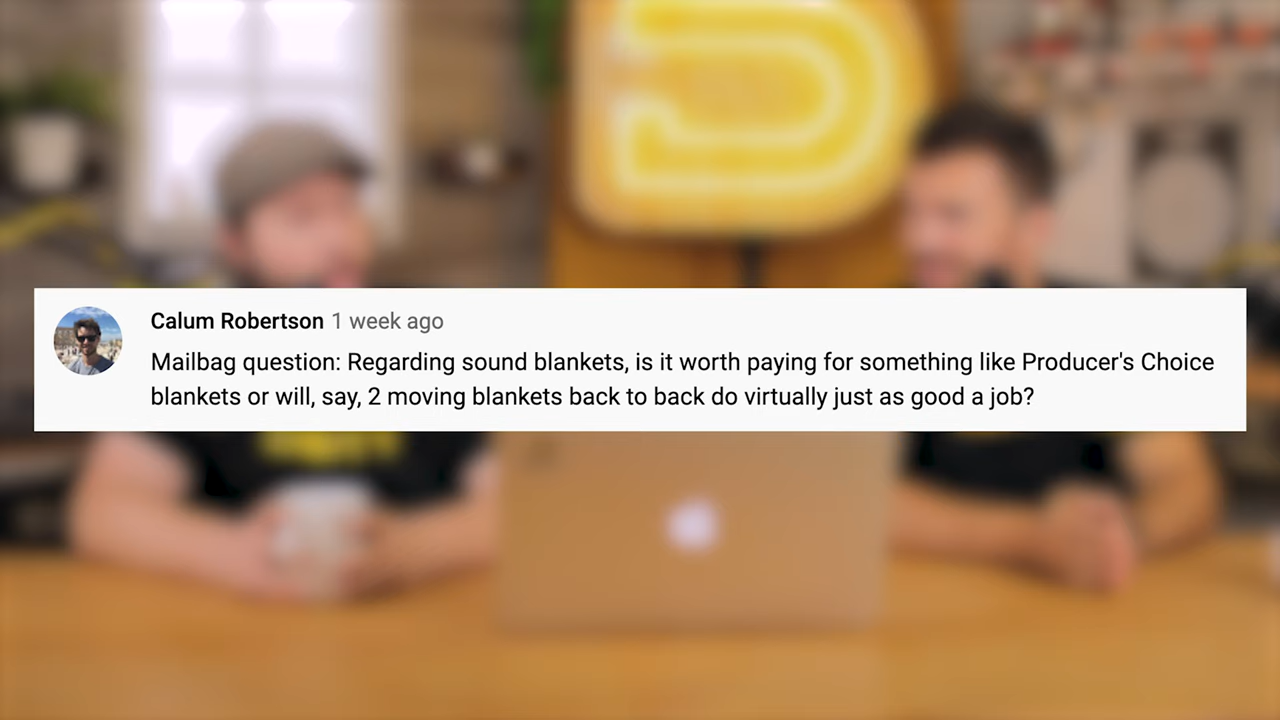 Calum Robertson 1 week ago
Mailbag question: Regarding sound blankets, is it worth paying for something like Producer's Choice
blankets or will, say, 2 moving blankets back to back do virtually just as good a job?